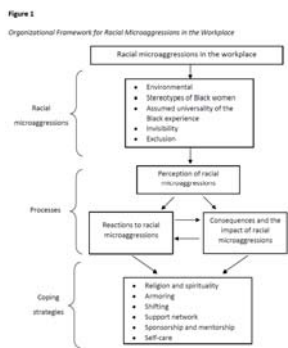 Figure 1
Organizational Framework for Racial Microaggressions in the Workplace
Racial microaggressions in the workplace
Racial
microaggressions
• Environmental
• Stereotypes of Black women
• Assumed universality of the
Black experience
• Invisibility
• Exclusion
Perception of racial
microaggressions
Processes
Reactions to racial
microaggressions
Consequences and the
impact of racial
microaggressions
Coping
strategies
• Religion and spirituality
• Armoring
• Shifting
• Support network
• Sponsorship and mentorship
• Self-care